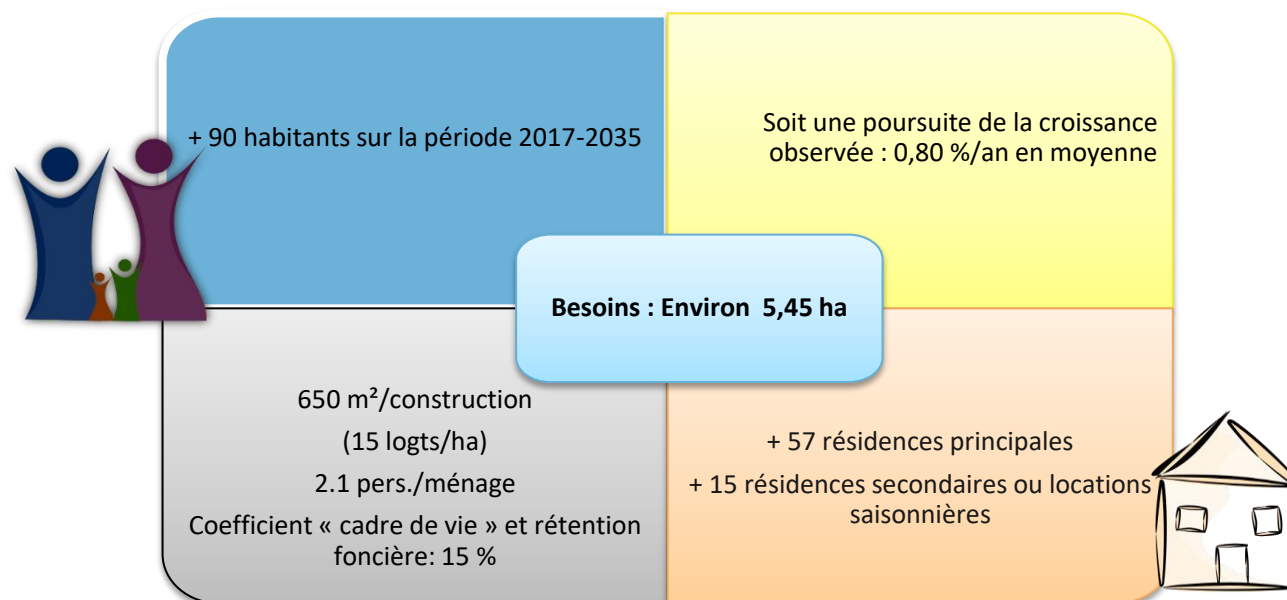 + 90 habitants sur la période 2017-2035
Soit une poursuite de la croissance
observée : 0,80 %/an en moyenne
Besoins : Environ  5,45 ha
650 m²/construction
(15 logts/ha)
2.1 pers./ménage
Coefficient « cadre de vie » et rétention
foncière: 15 %
+ 57 résidences principales
+ 15 résidences secondaires ou locations
saisonnières